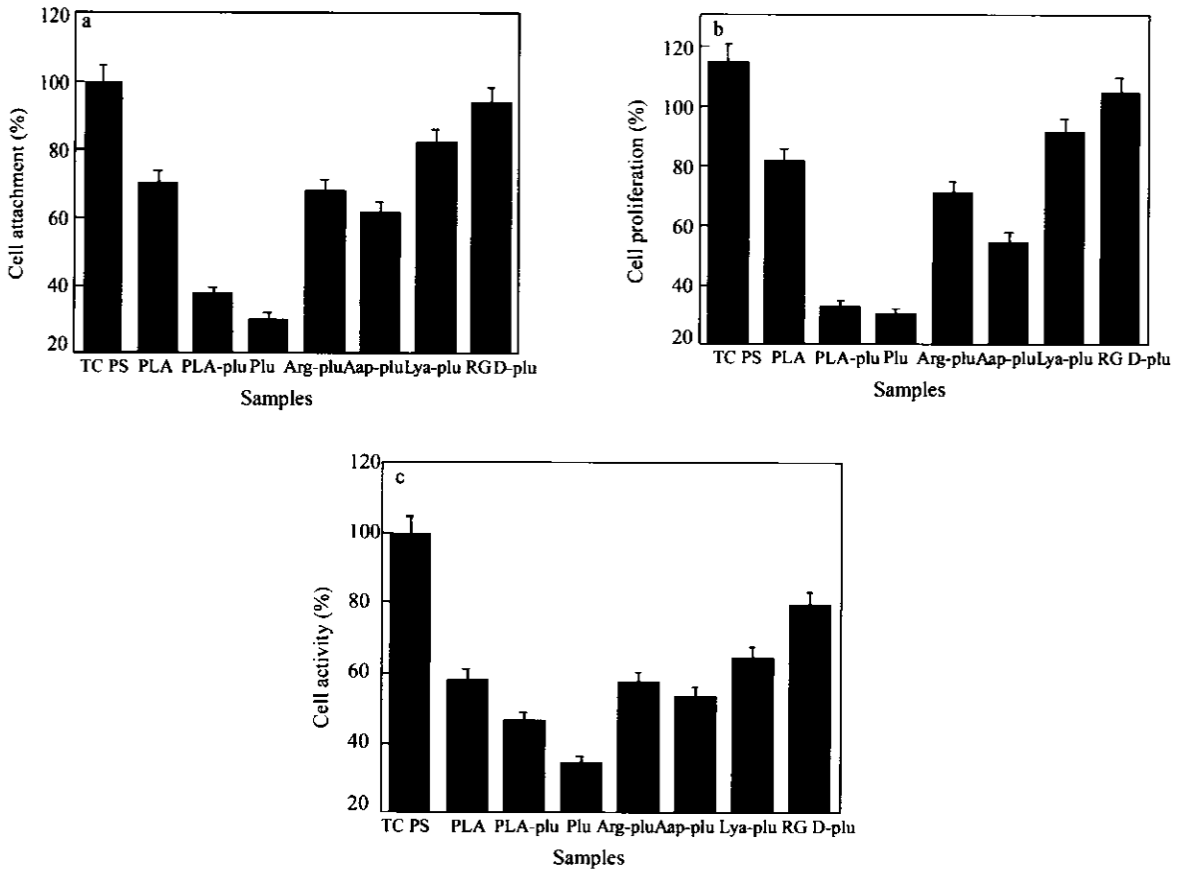 a
120
100
80
60
40
20
Cell attachment (%)
TC PS PLA PLA-plu Plu Arg-plu Aap-plu Lya-plu RG D-plu
Samples
b
120
100
80
60
40
20
Cell proliferation (%)
TC PS PLA PLA-plu Plu Arg-plu Aap-plu Lya-plu RG D-plu
Samples
c
120
100
80
60
40
20
Cell activity (%)
TC PS PLA PLA-plu Plu Arg-plu Aap-plu Lya-plu RG D-plu
Samples